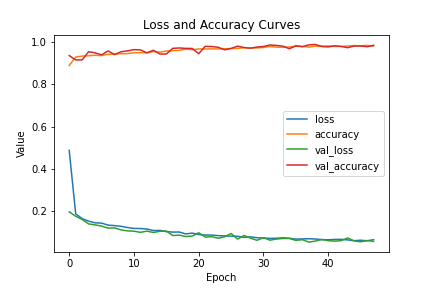 Loss and Accuracy Curves
1.0
0.8
0.6
0.4
0.2
Value
0 10 20 30 40
Epoch
loss
accuracy
val_loss
val_accuracy